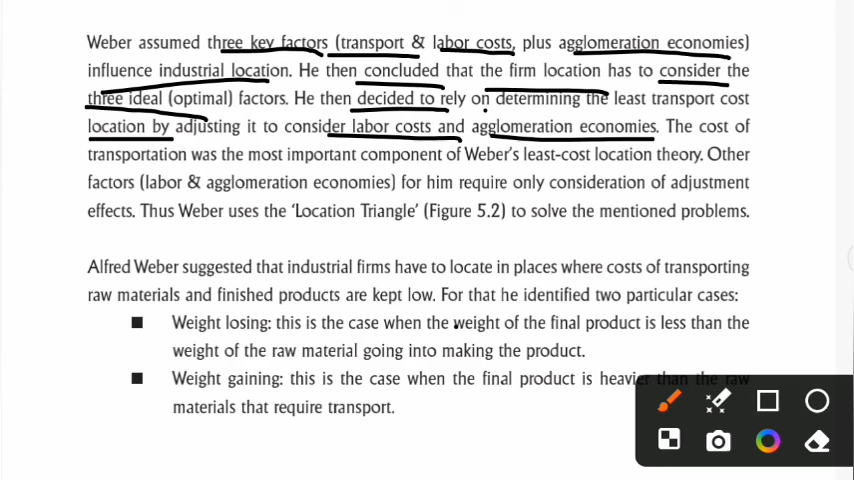 Weber assumed three key factors (transport & labor costs, plus agglomeration economies)
influence industrial location. He then concluded that the firm location has to consider the
three ideal (optimal) factors. He then decided to rely on determining the least transport cost
location by adjusting it to consider labor costs and agglomeration economies. The cost of
transportation was the most important component of Weber's least-cost location theory. Other
factors (labor & agglomeration economies) for him require only consideration of adjustment
effects. Thus Weber uses the 'Location Triangle' (Figure 5.2) to solve the mentioned problems.
Alfred Weber suggested that industrial firms have to locate in places where costs of transporting
raw materials and finished products are kept low. For that he identified two particular cases:
■ Weight losing: this is the case when the weight of the final product is less than the
weight of the raw material going into making the product.
■ Weight gaining: this is the case when the final product is heavier than the raw
materials that require transport.